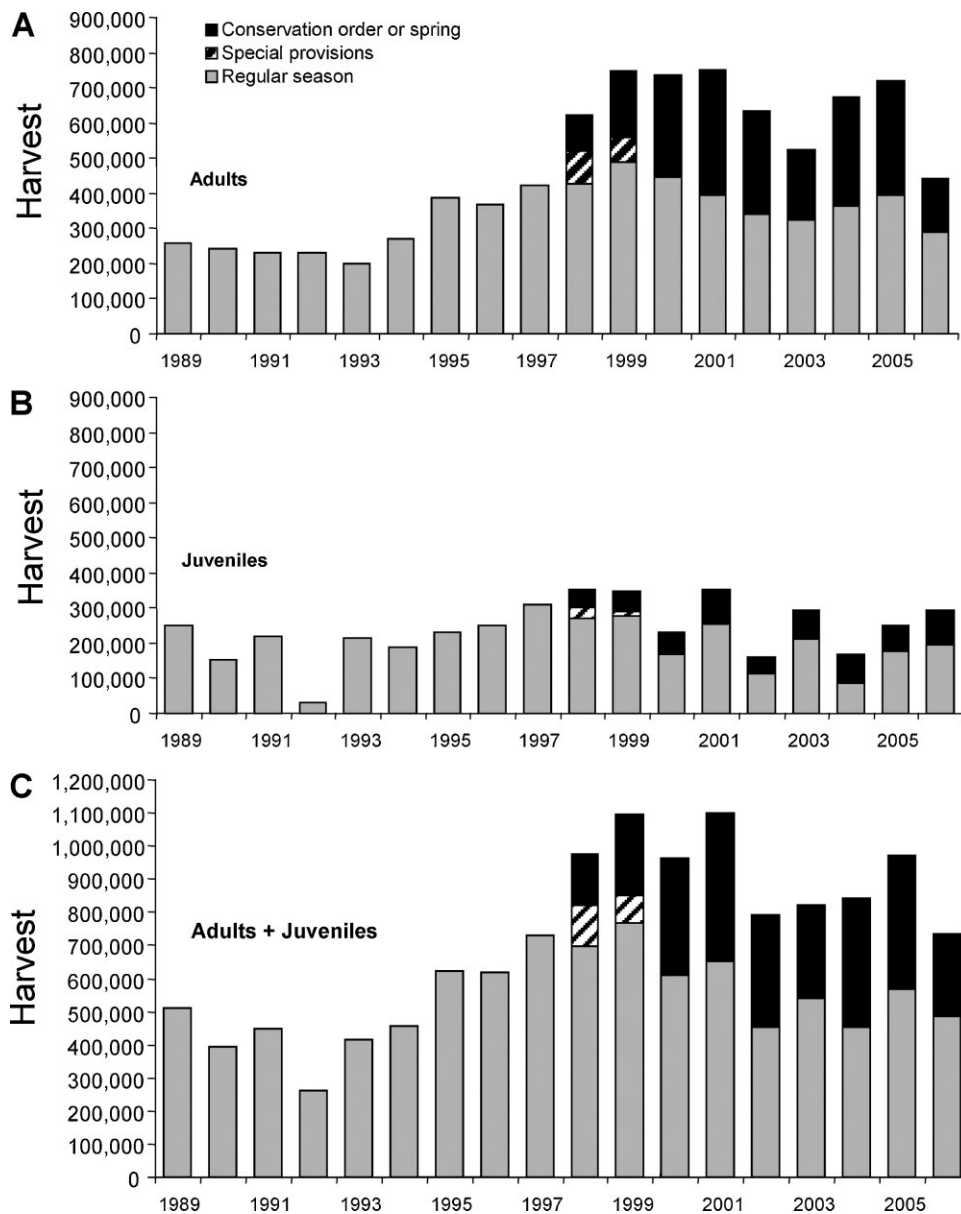 A
900,000
800,000
700,000
600,000
500,000
400,000
300,000
200,000
100,000
0
Harvest
Conservation order or spring
Special provisions
Regular season
Adults
1989 1991 1993 1995 1997 1999 2001 2003 2005
B
900,000
800,000
700,000
600,000
500,000
400,000
300,000
200,000
100,000
0
Harvest
Juveniles
1989 1991 1993 1995 1997 1999 2001 2003 2005
C
1,200,000
1,100,000
1,000,000
900,000
800,000
700,000
600,000
500,000
400,000
300,000
200,000
100,000
0
Harvest
Adults + Juveniles
1989 1991 1993 1995 1997 1999 2001 2003 2005